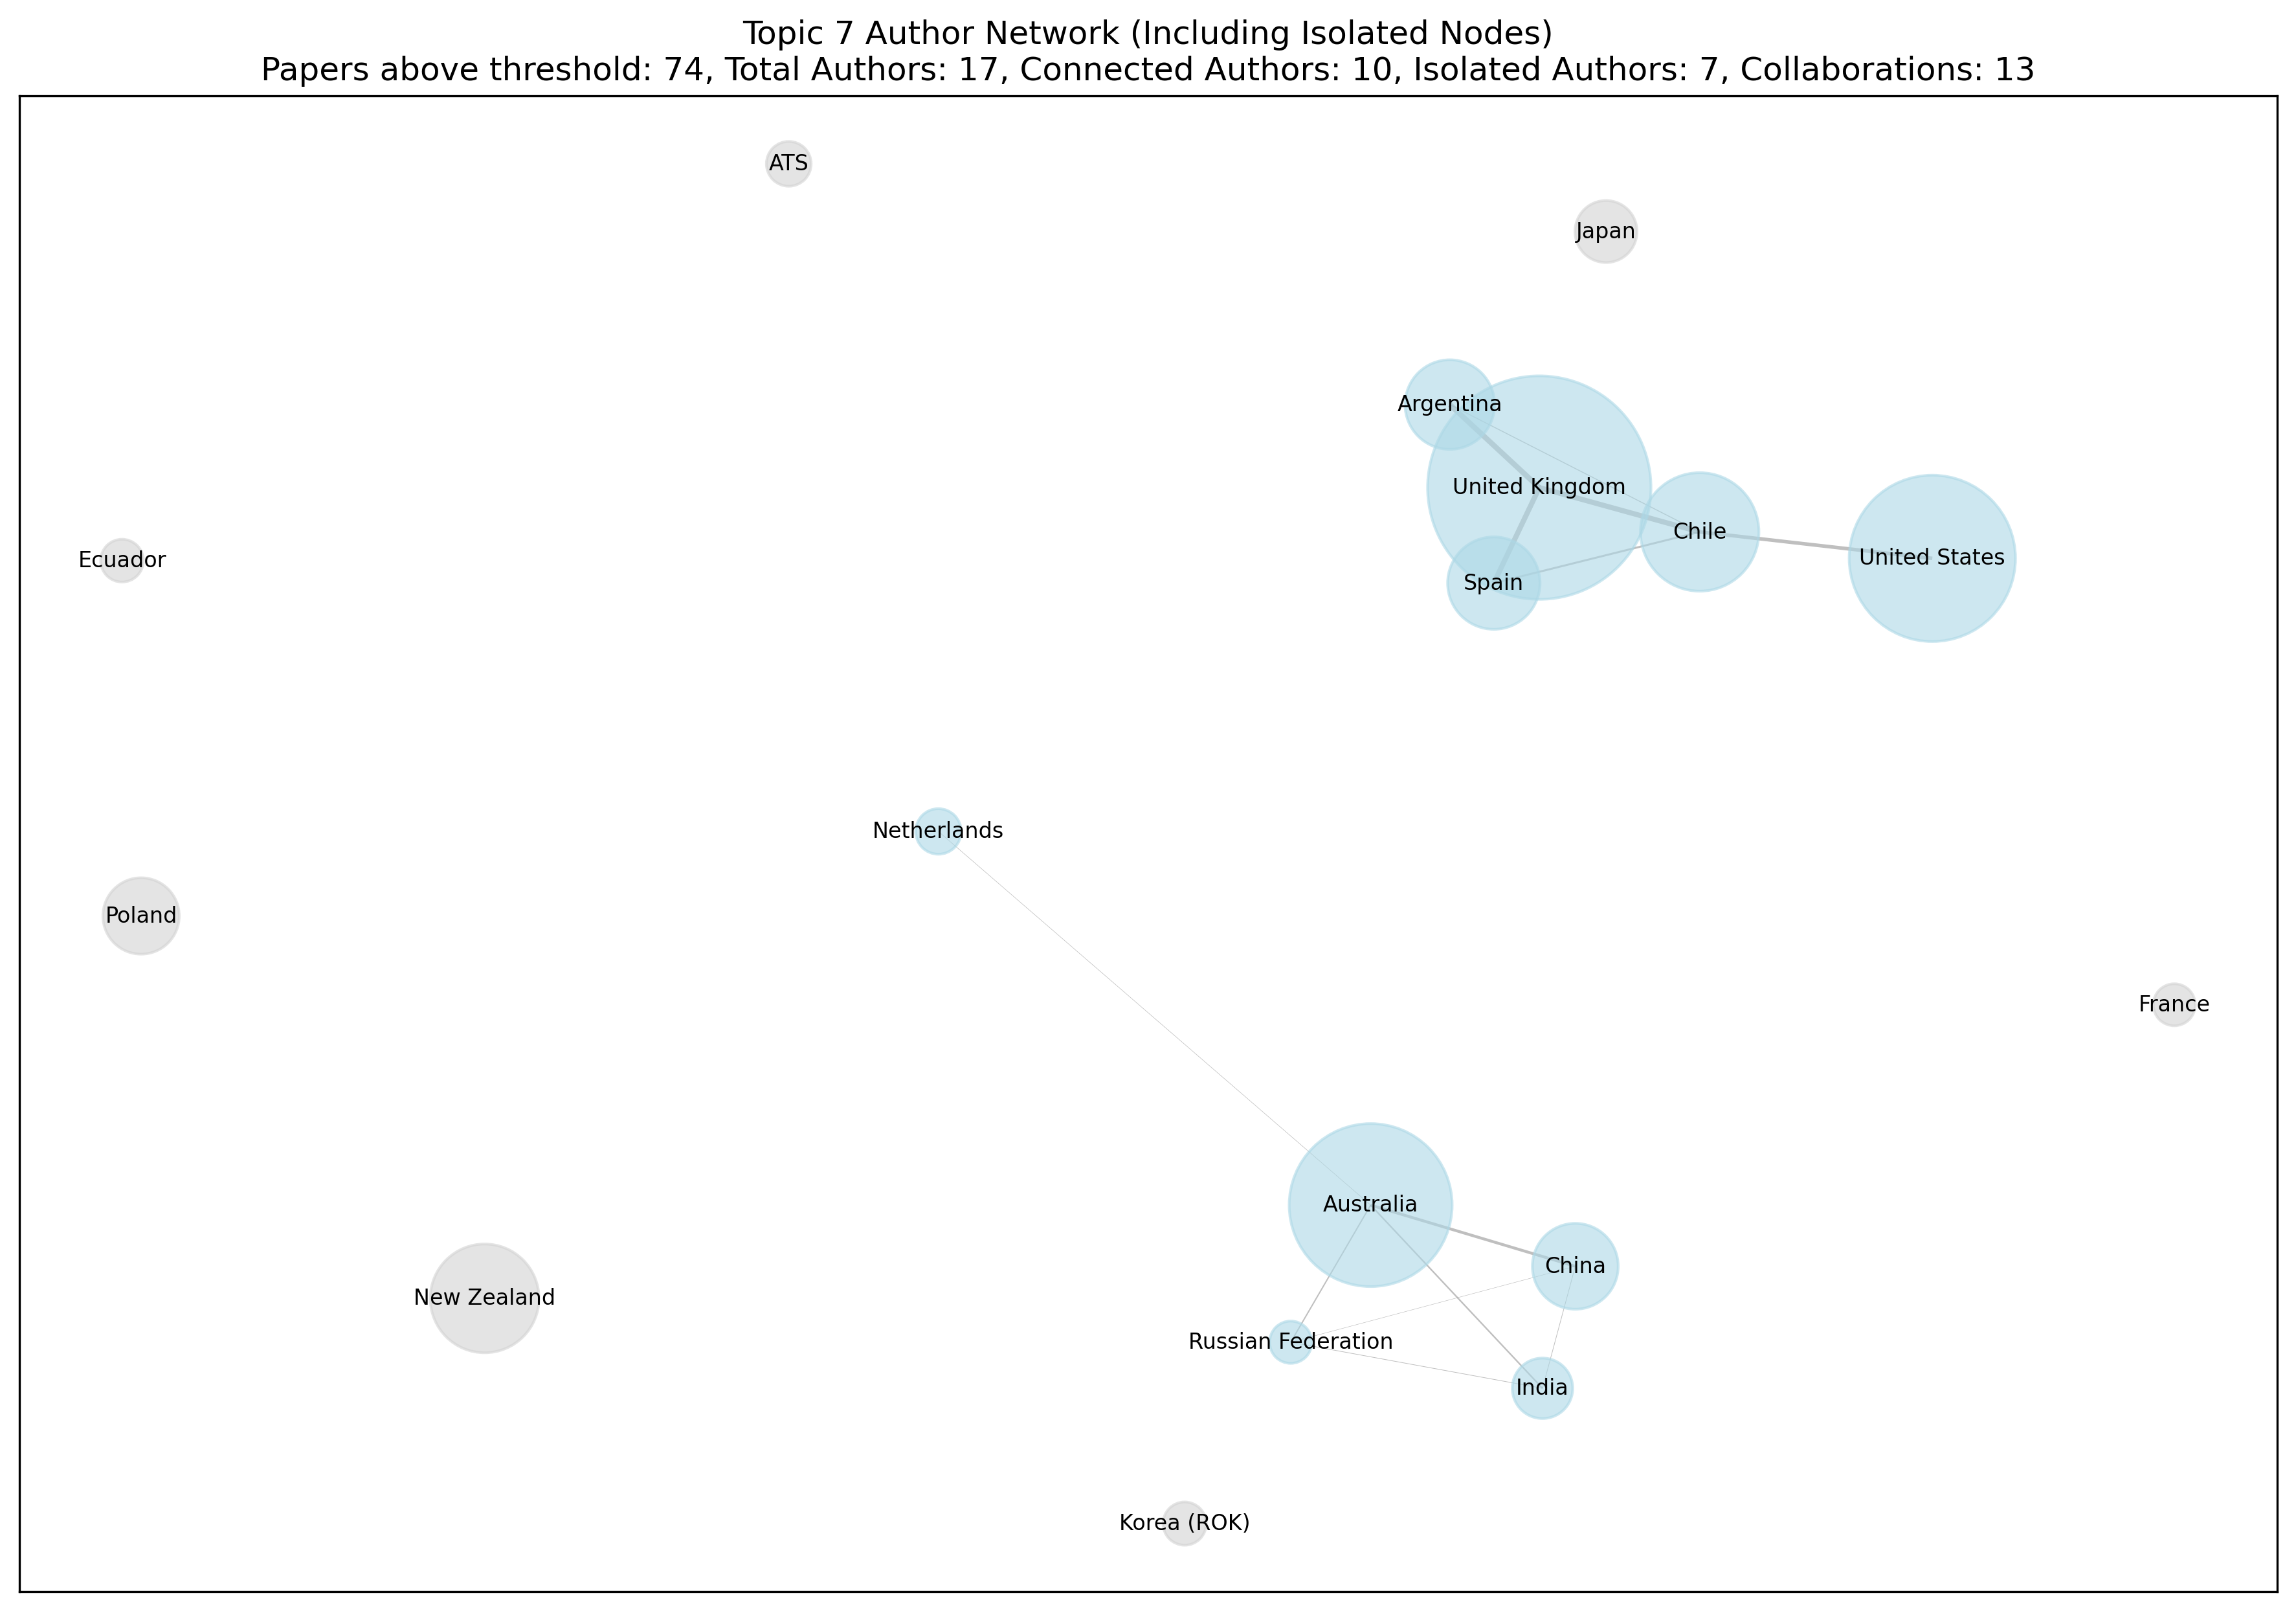 Topic 7 Author Network (Including Isolated Nodes)
Papers above threshold: 74, Total Authors: 17, Connected Authors: 10, Isolated Authors: 7, Collaborations: 13
ATS
Japan
Argentina
United Kingdom
Chile
United States
Ecuador
Spain
Netherlands
Poland
France
Australia
China
New Zealand
Russian Federation
India
Korea (ROK)